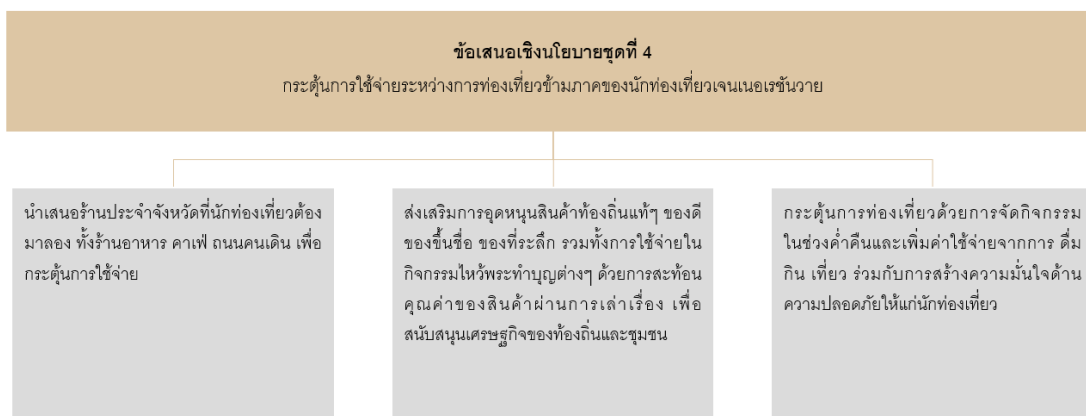 ข้อเสนอเชิงนโยบายชุดที่ 4
กระตุ้นการใช้จ่ายระหว่างการท่องเที่ยวข้ามภาคของนักท่องเที่ยวเจนเนอเรชันวาย
นำเสนอร้านประจำจังหวัดที่นักท่องเที่ยวต้อง
มาลอง ทั้งร้านอาหาร คาเฟ่ ถนนคนเดิน เพื่อ
กระตุ้นการใช้จ่าย
ส่งเสริมการอุดหนุนสินค้าท้องถิ่นแท้ๆ ของดี
ของขึ้นชื่อ ของที่ระลึก รวมทั้งการใช้จ่ายใน
กิจกรรมไหว้พระทำบุญต่างๆ ด้วยการสะท้อน
คุณค่าของสินค้าผ่านการเล่าเรื่อง เพื่อ
สนับสนุนเศรษฐกิจของท้องถิ่นและชุมชน
กระตุ้นการท่องเที่ยวด้วยการจัดกิจกรรม
ในช่วงค่ำคืนและเพิ่มค่าใช้จ่ายจากการ ดื่ม
กิน เที่ยว ร่วมกับการสร้างความมั่นใจด้าน
ความปลอดภัยให้แก่นักท่องเที่ยว